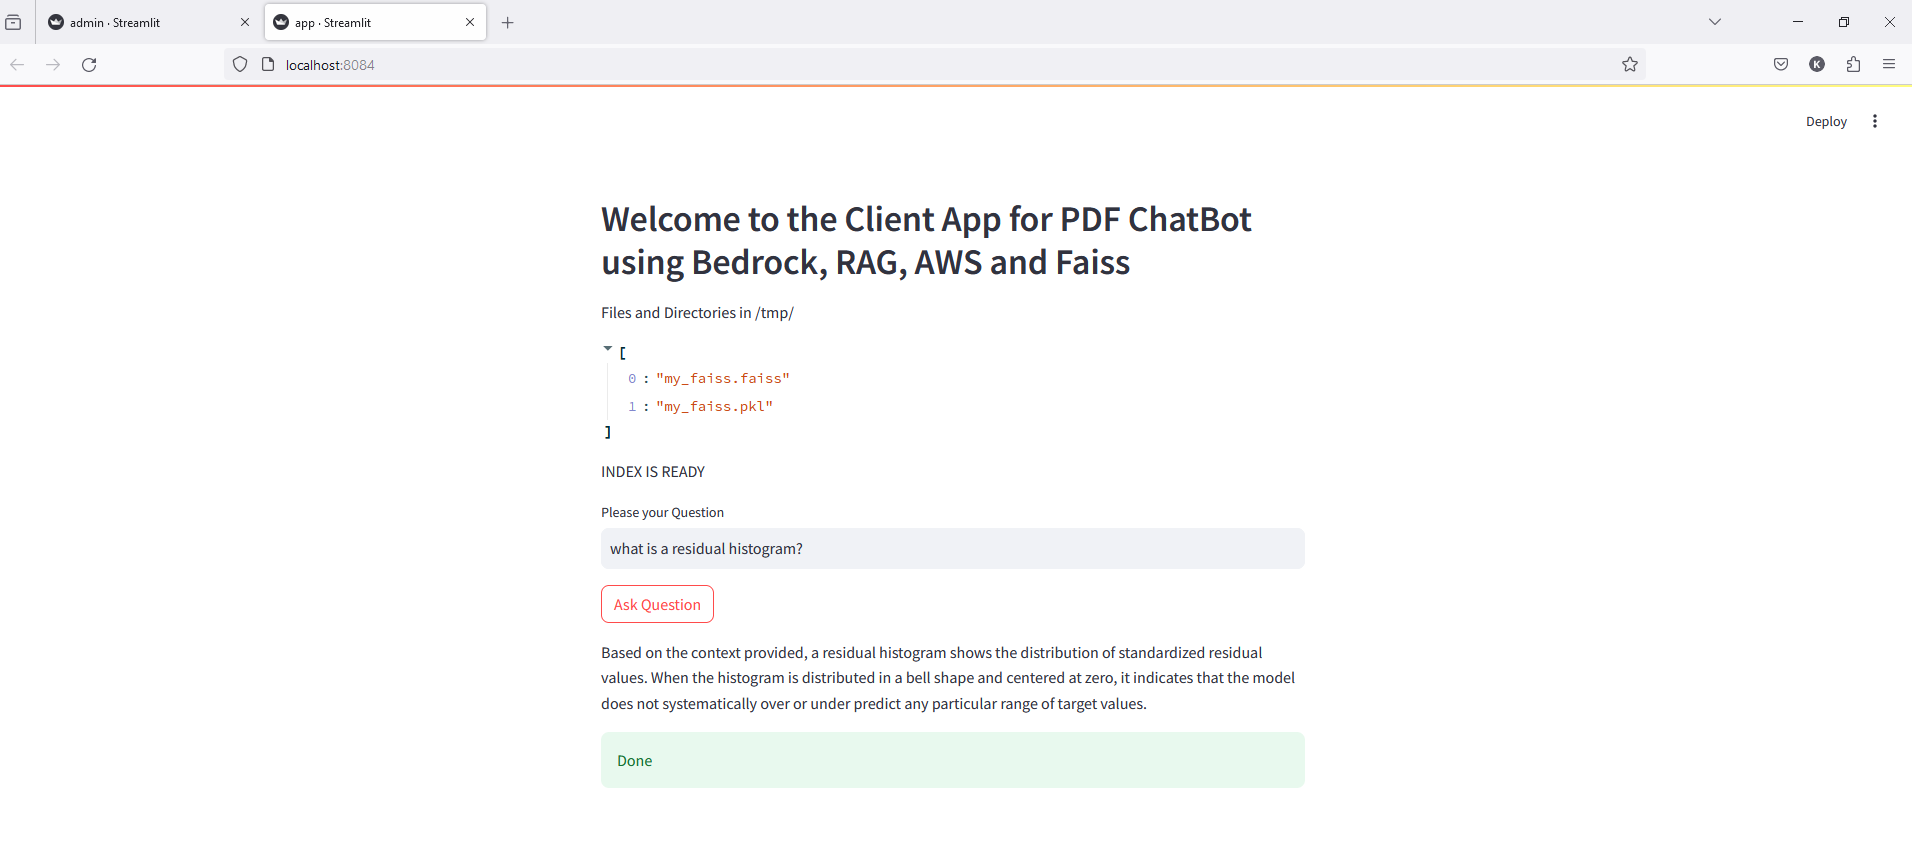 admin · Streamlit
app · Streamlit
localhost:8084
K
Deploy
Welcome to the Client App for PDF ChatBot
using Bedrock, RAG, AWS and Faiss
Files and Directories in /tmp/
[
0 : "my_faiss.faiss"
1 : "my_faiss.pkl"
]
INDEX IS READY
Please your Question
what is a residual histogram?
Ask Question
Based on the context provided, a residual histogram shows the distribution of standardized residual
values. When the histogram is distributed in a bell shape and centered at zero, it indicates that the model
does not systematically over or under predict any particular range of target values.
Done